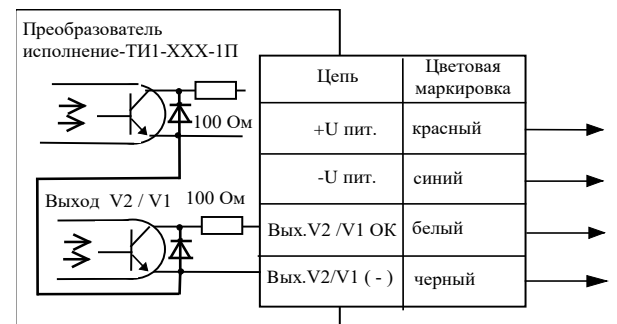 Преобразователь
исполнение-ТИ1-ХХХ-1П
Цепь
Цветовая
маркировка
100 Ом
+U пит.
красный
-U пит.
синий
Выход V2 / V1
100 Ом
Вых.V2 /V1 ОК
белый
Вых.V2/V1 ( - )
черный